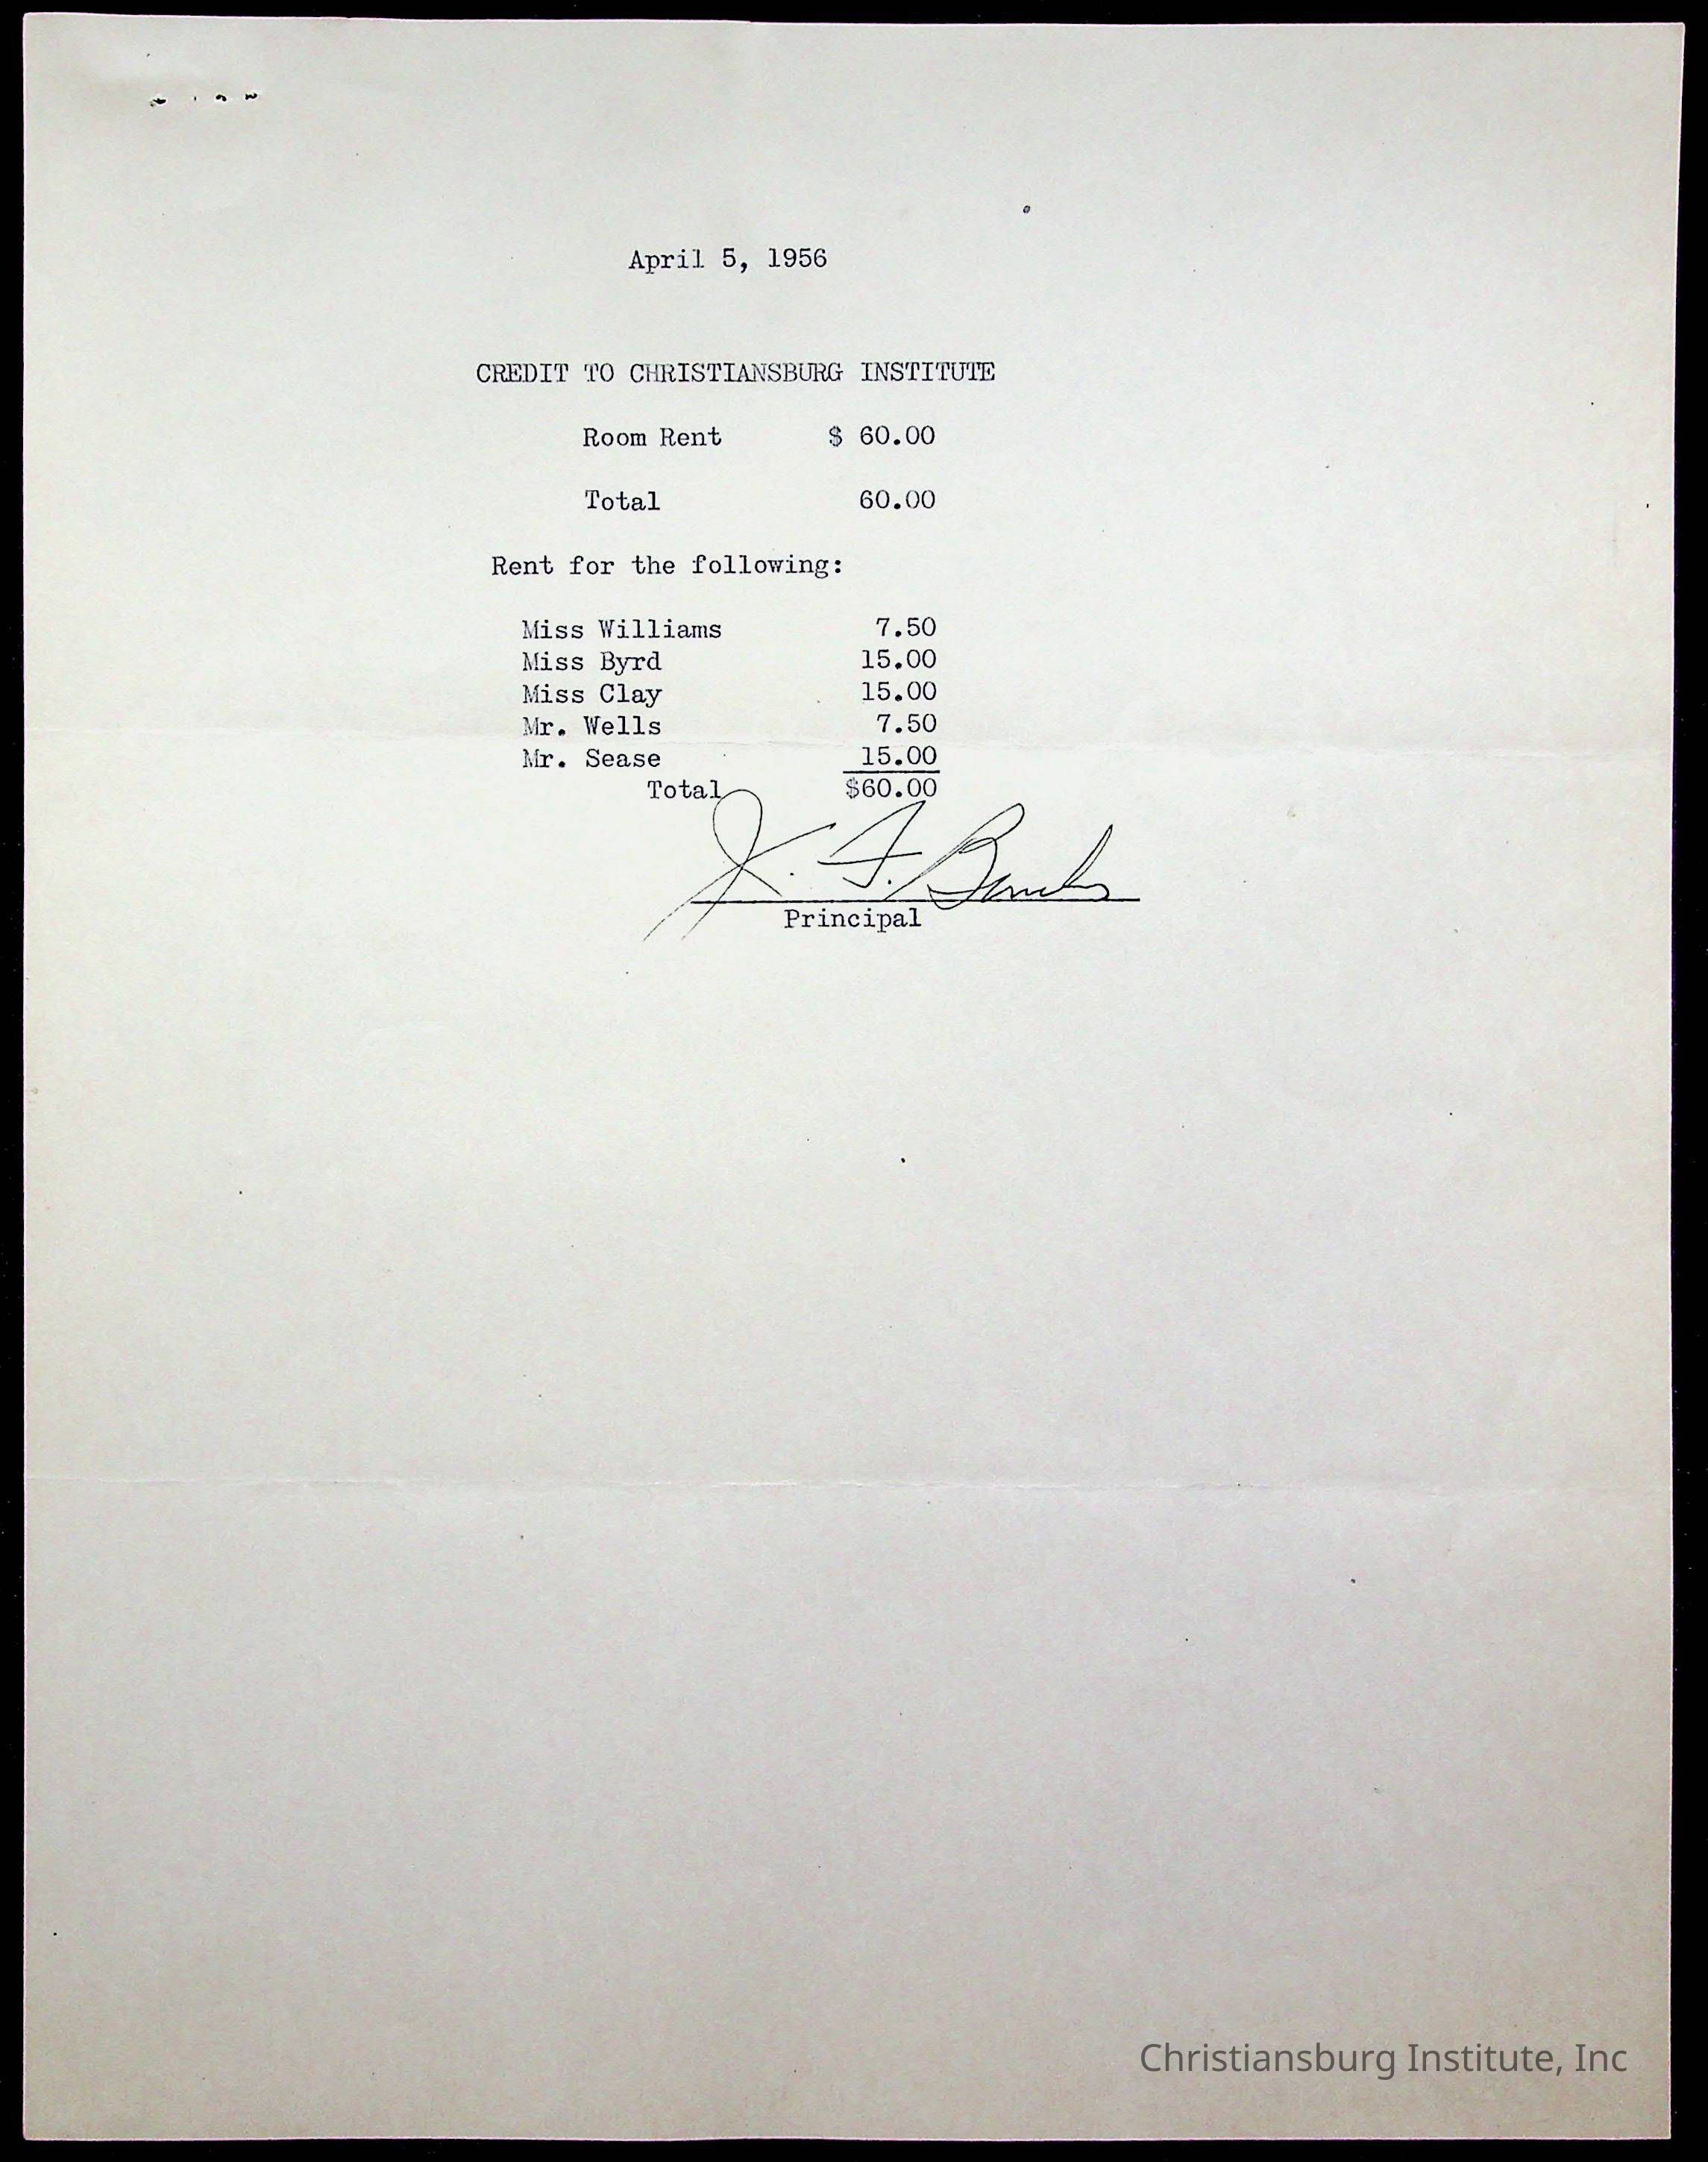 April 5, 1956
CREDIT TO CHRISTIANSBURG INSTITUTE
Room Rent $ 60.00
Total 60.00
Rent for the following:
Miss Williams 7.50
Miss Byrd 15.00
Miss Clay 15.00
Mr. Wells 7.50
Mr. Sease 15.00
Total $60.00
Principal
Christiansburg Institute, Inc